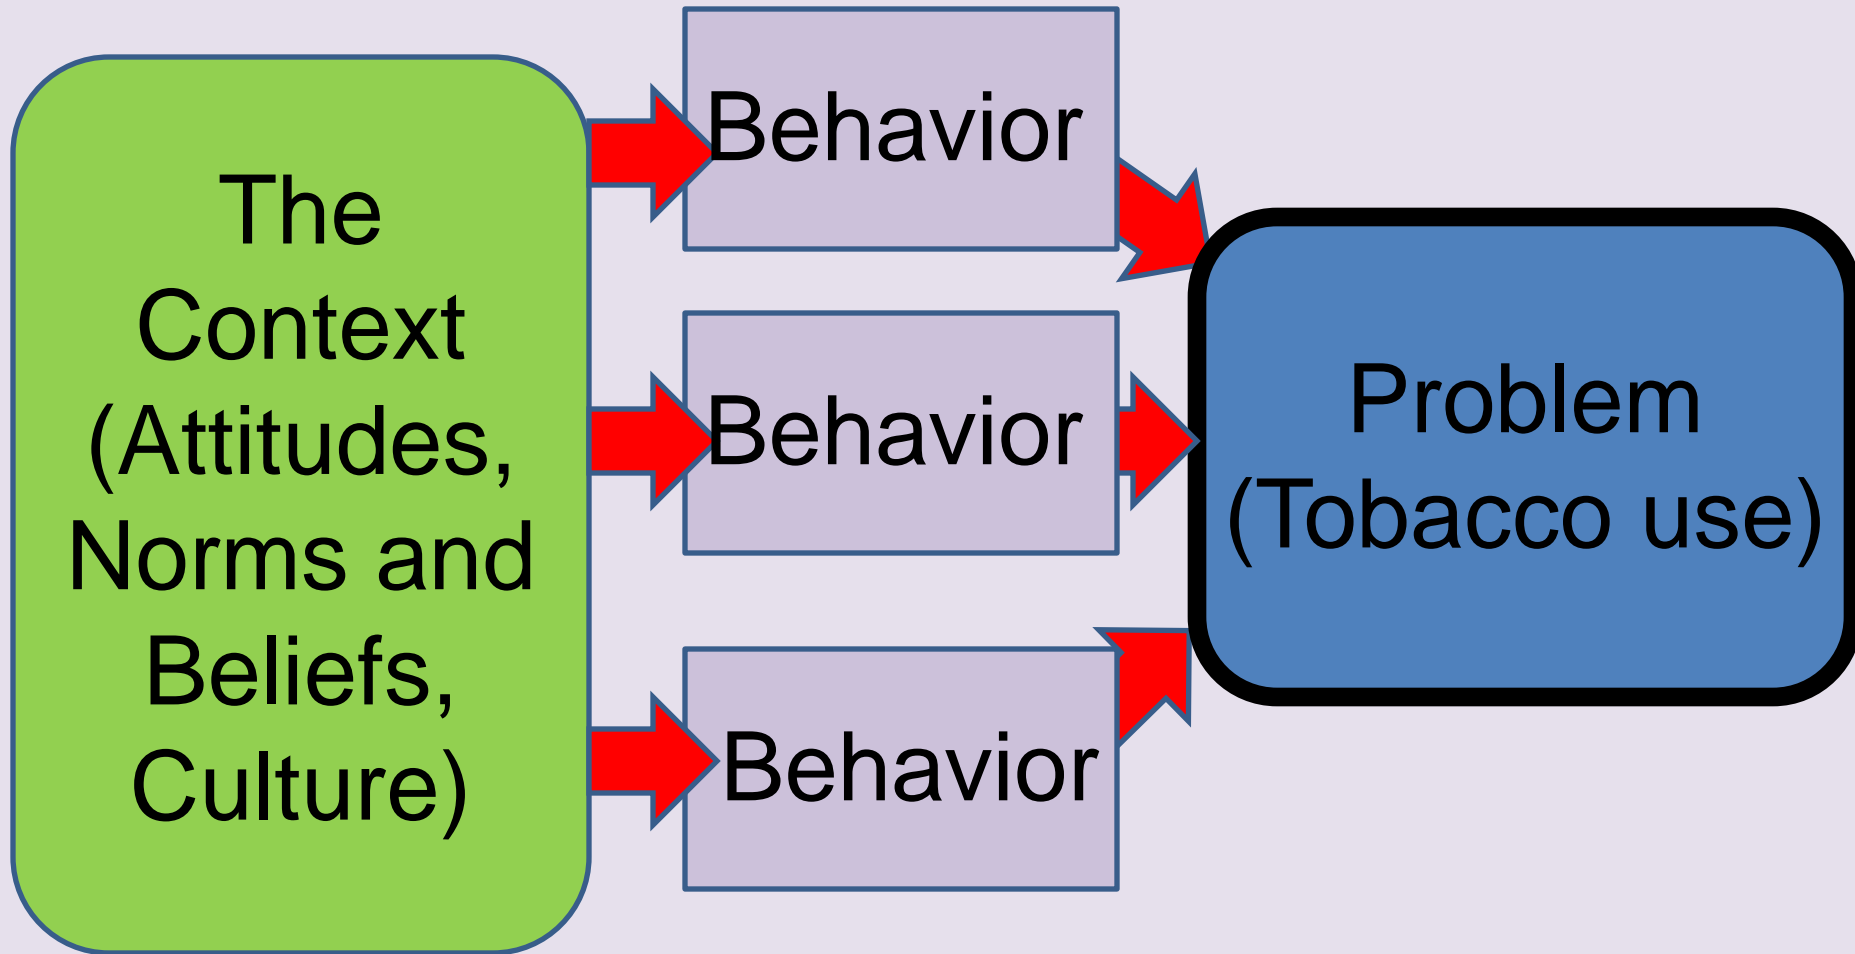 The
Context
(Attitudes,
Norms and
Beliefs,
Culture)
Behavior
Behavior
Behavior
Problem
(Tobacco use)